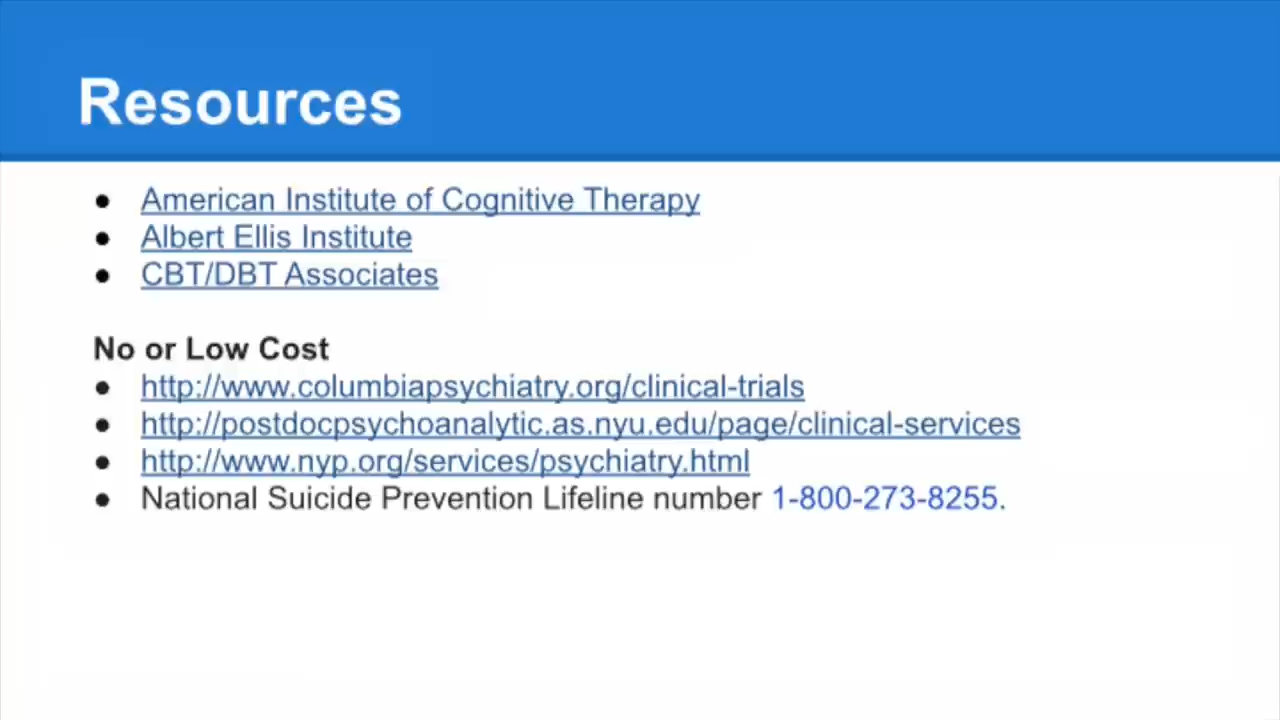 Resources
● American Institute of Cognitive Therapy
● Albert Ellis Institute
● CBT/DBT Associates
No or Low Cost
● http://www.columbiapsychiatry.org/clinical-trials
● http://postdocpsychoanalytic.as.nyu.edu/page/clinical-services
● http://www.nyp.org/services/psychiatry.html
● National Suicide Prevention Lifeline number 1-800-273-8255.